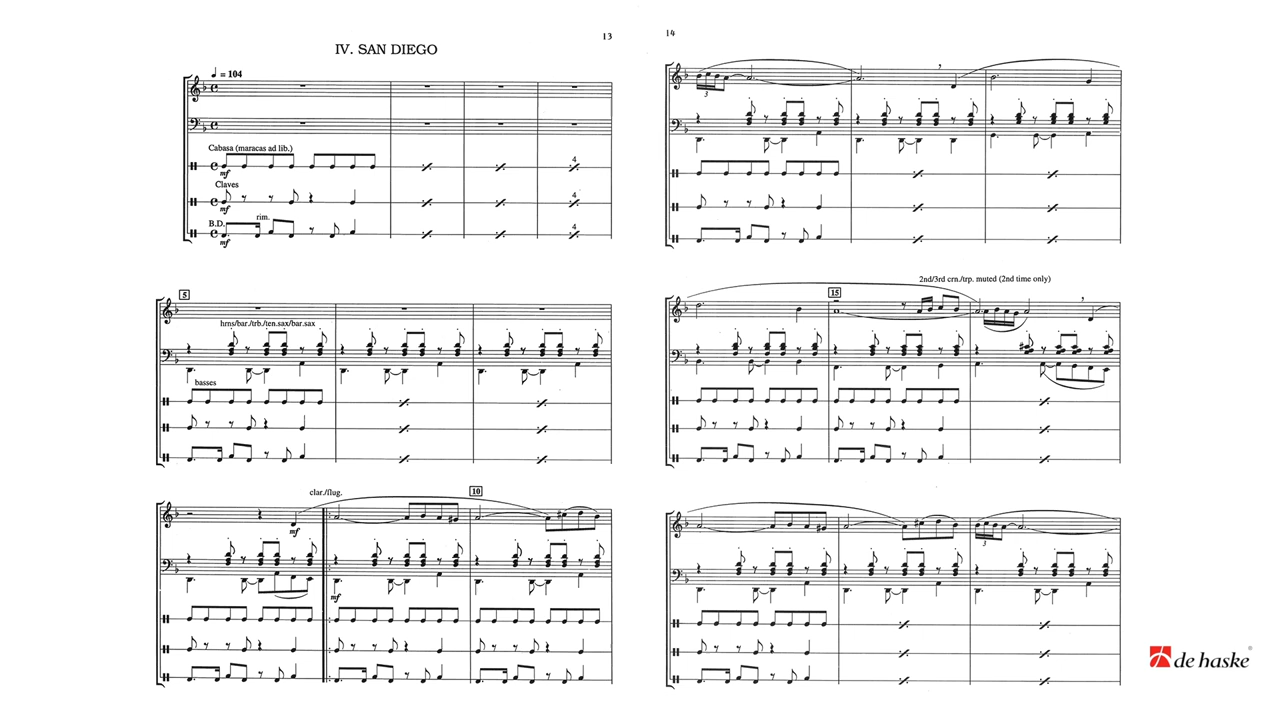 13
IV. SAN DIEGO
♩ = 104
Cabasa (maracas ad lib.)
mf
4
Claves
mf
4
B.D.
rim.
mf
4
5
hrns/bar./trb./ten.sax/bar.sax
basses
clar./flug.
10
mf
mf
14
3
2nd/3rd crn./trp. muted (2nd time only)
15
3
de haske®